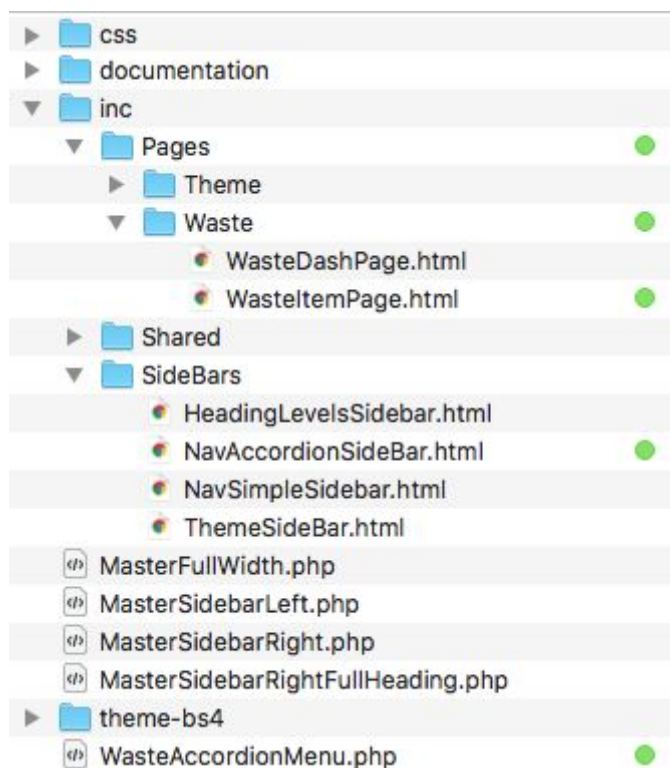 css
documentation
inc
Pages
Theme
Waste
WasteDashPage.html
WasteItemPage.html
Shared
SideBars
HeadingLevelsSidebar.html
NavAccordionSideBar.html
NavSimpleSidebar.html
ThemeSideBar.html
MasterFullWidth.php
MasterSidebarLeft.php
MasterSidebarRight.php
MasterSidebarRightFullHeading.php
theme-bs4
WasteAccordionMenu.php